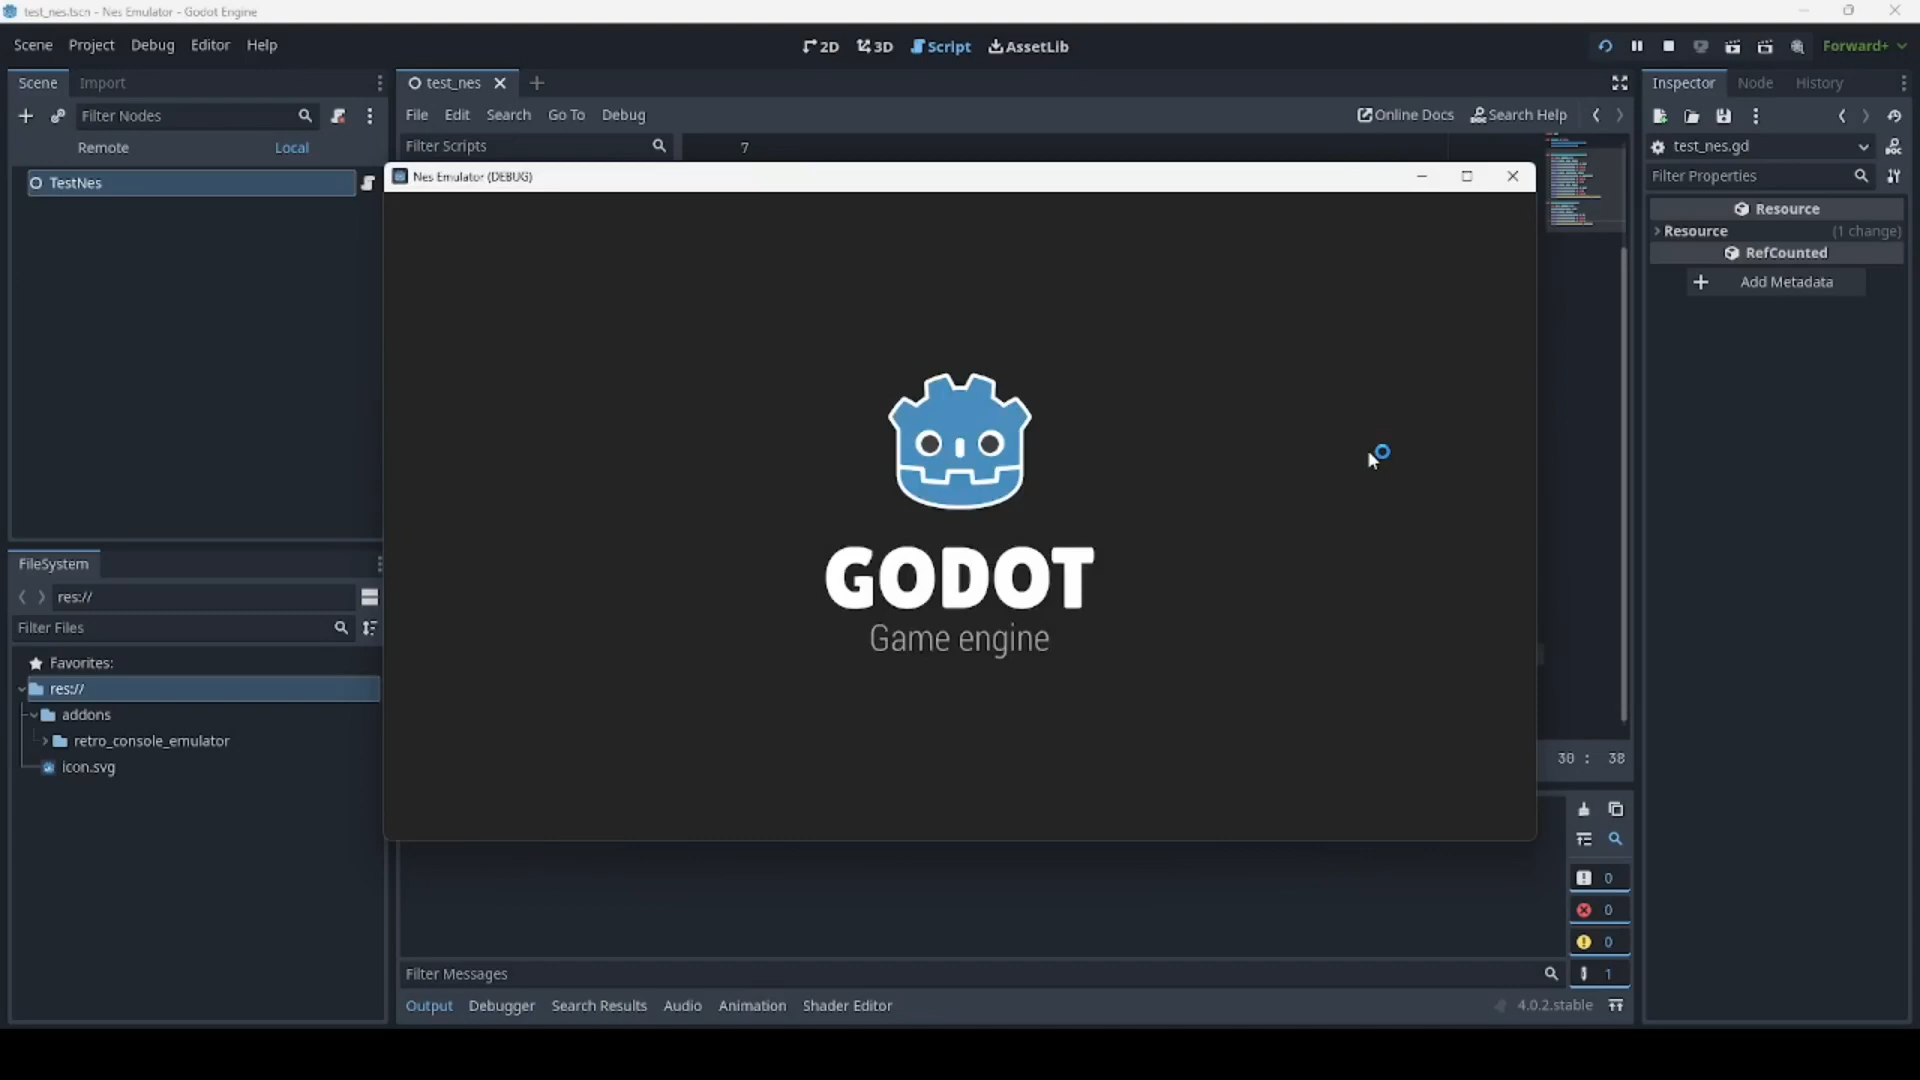 test_nes.tscn - Nes Emulator - Godot Engine
Scene Project Debug Editor Help
2D 3D Script AssetLib
Forward+
Scene Import
test_nes
Inspector Node History
Filter Nodes
File Edit Search Go To Debug
Online Docs Search Help
Remote Local
Filter Scripts
7
test_nes.gd
Filter Properties
TestNes
Nes Emulator (DEBUG)
Resource
Resource (1 change)
RefCounted
Add Metadata
GODOT
Game engine
FileSystem
res://
Filter Files
Favorites:
res://
addons
retro_console_emulator
icon.svg
30 : 38
0
0
0
Filter Messages
1
Output Debugger Search Results Audio Animation Shader Editor
4.0.2.stable